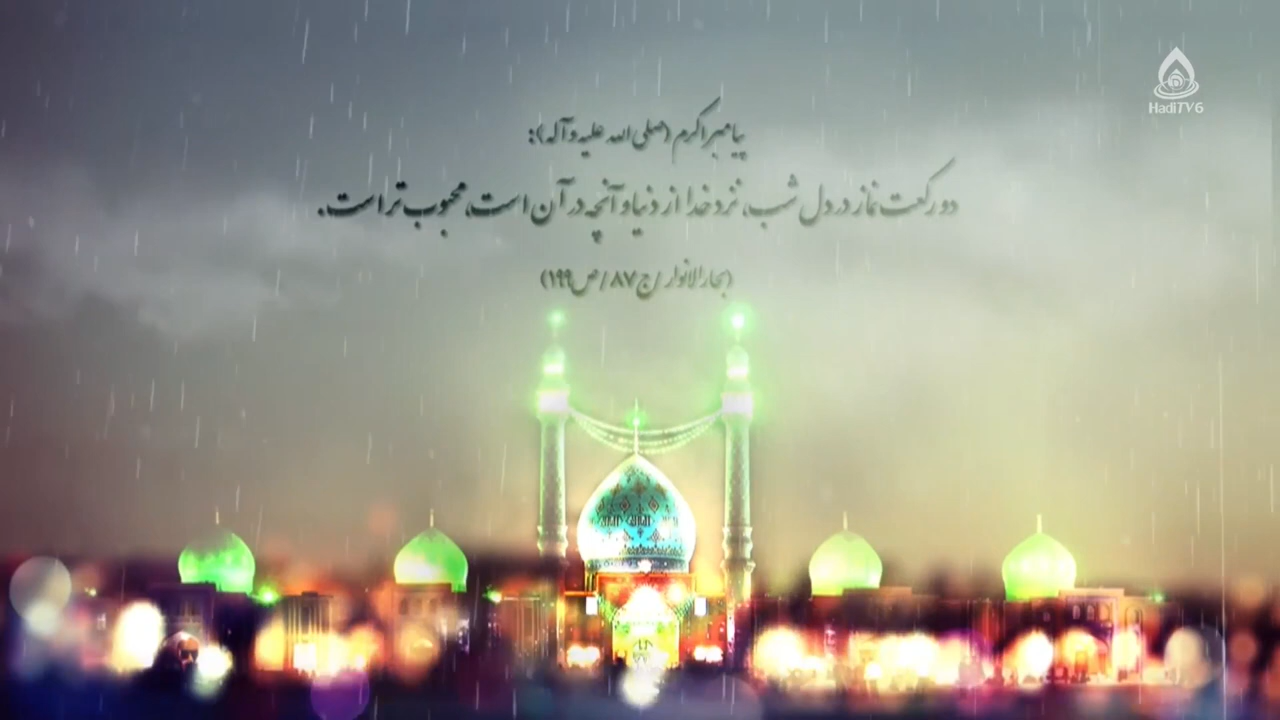 HadiTV6
پیامبر اکرم (صلی الله علیه و آله):
دو رکعت نماز در دل شب، نزد خدا از دنیا و آنچه در آن است، محبوب تر است.
(بحارالانوار /ج ۸۷ / ص۱۹۹)